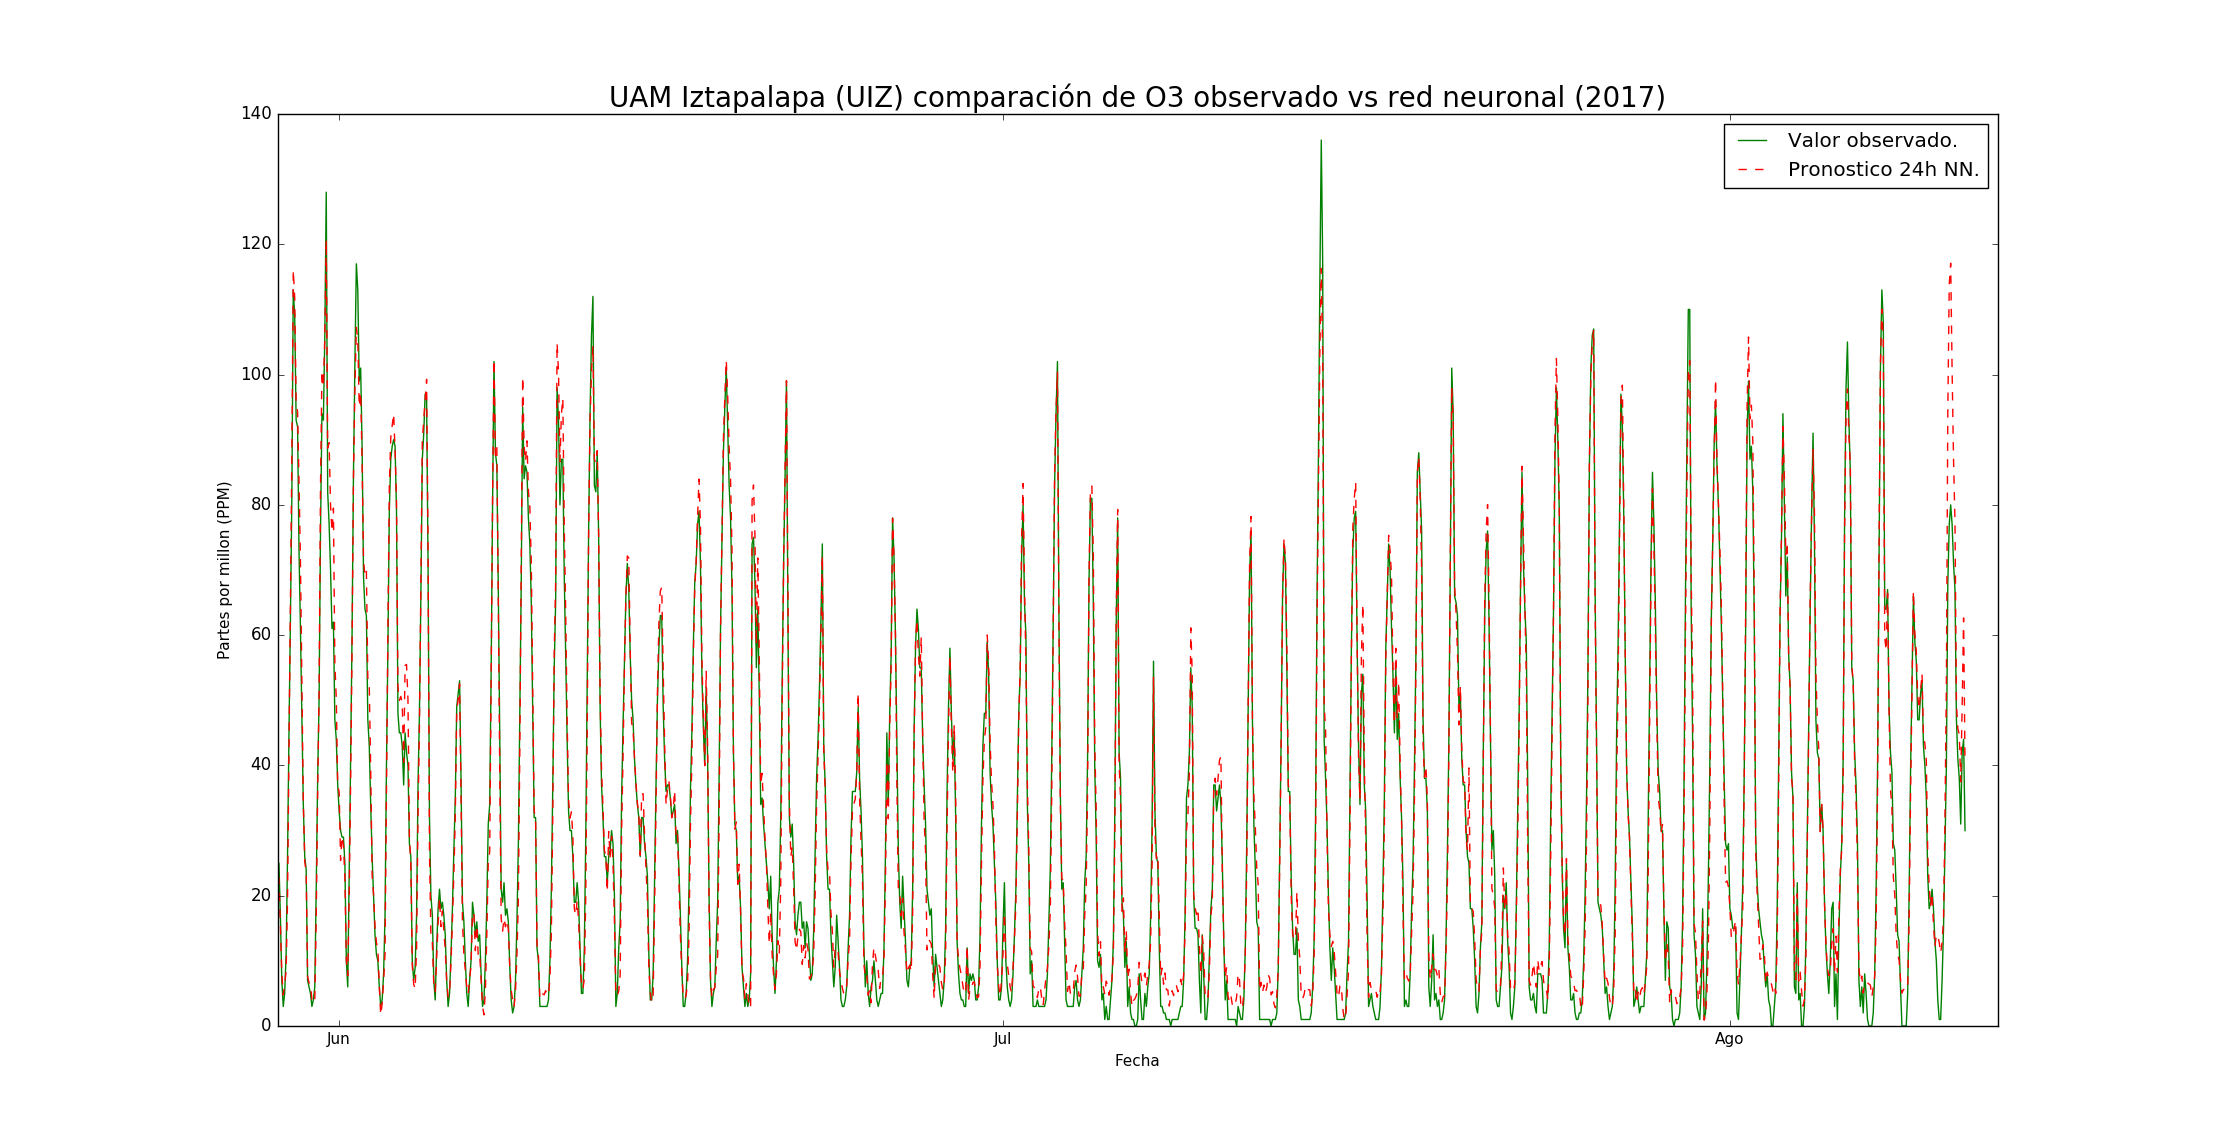 UAM Iztapalapa (UIZ) comparación de O3 observado vs red neuronal (2017)
140
120
100
80
60
40
20
0
Partes por millon (PPM)
Valor observado.
Pronostico 24h NN.
Jun
Jul
Ago
Fecha